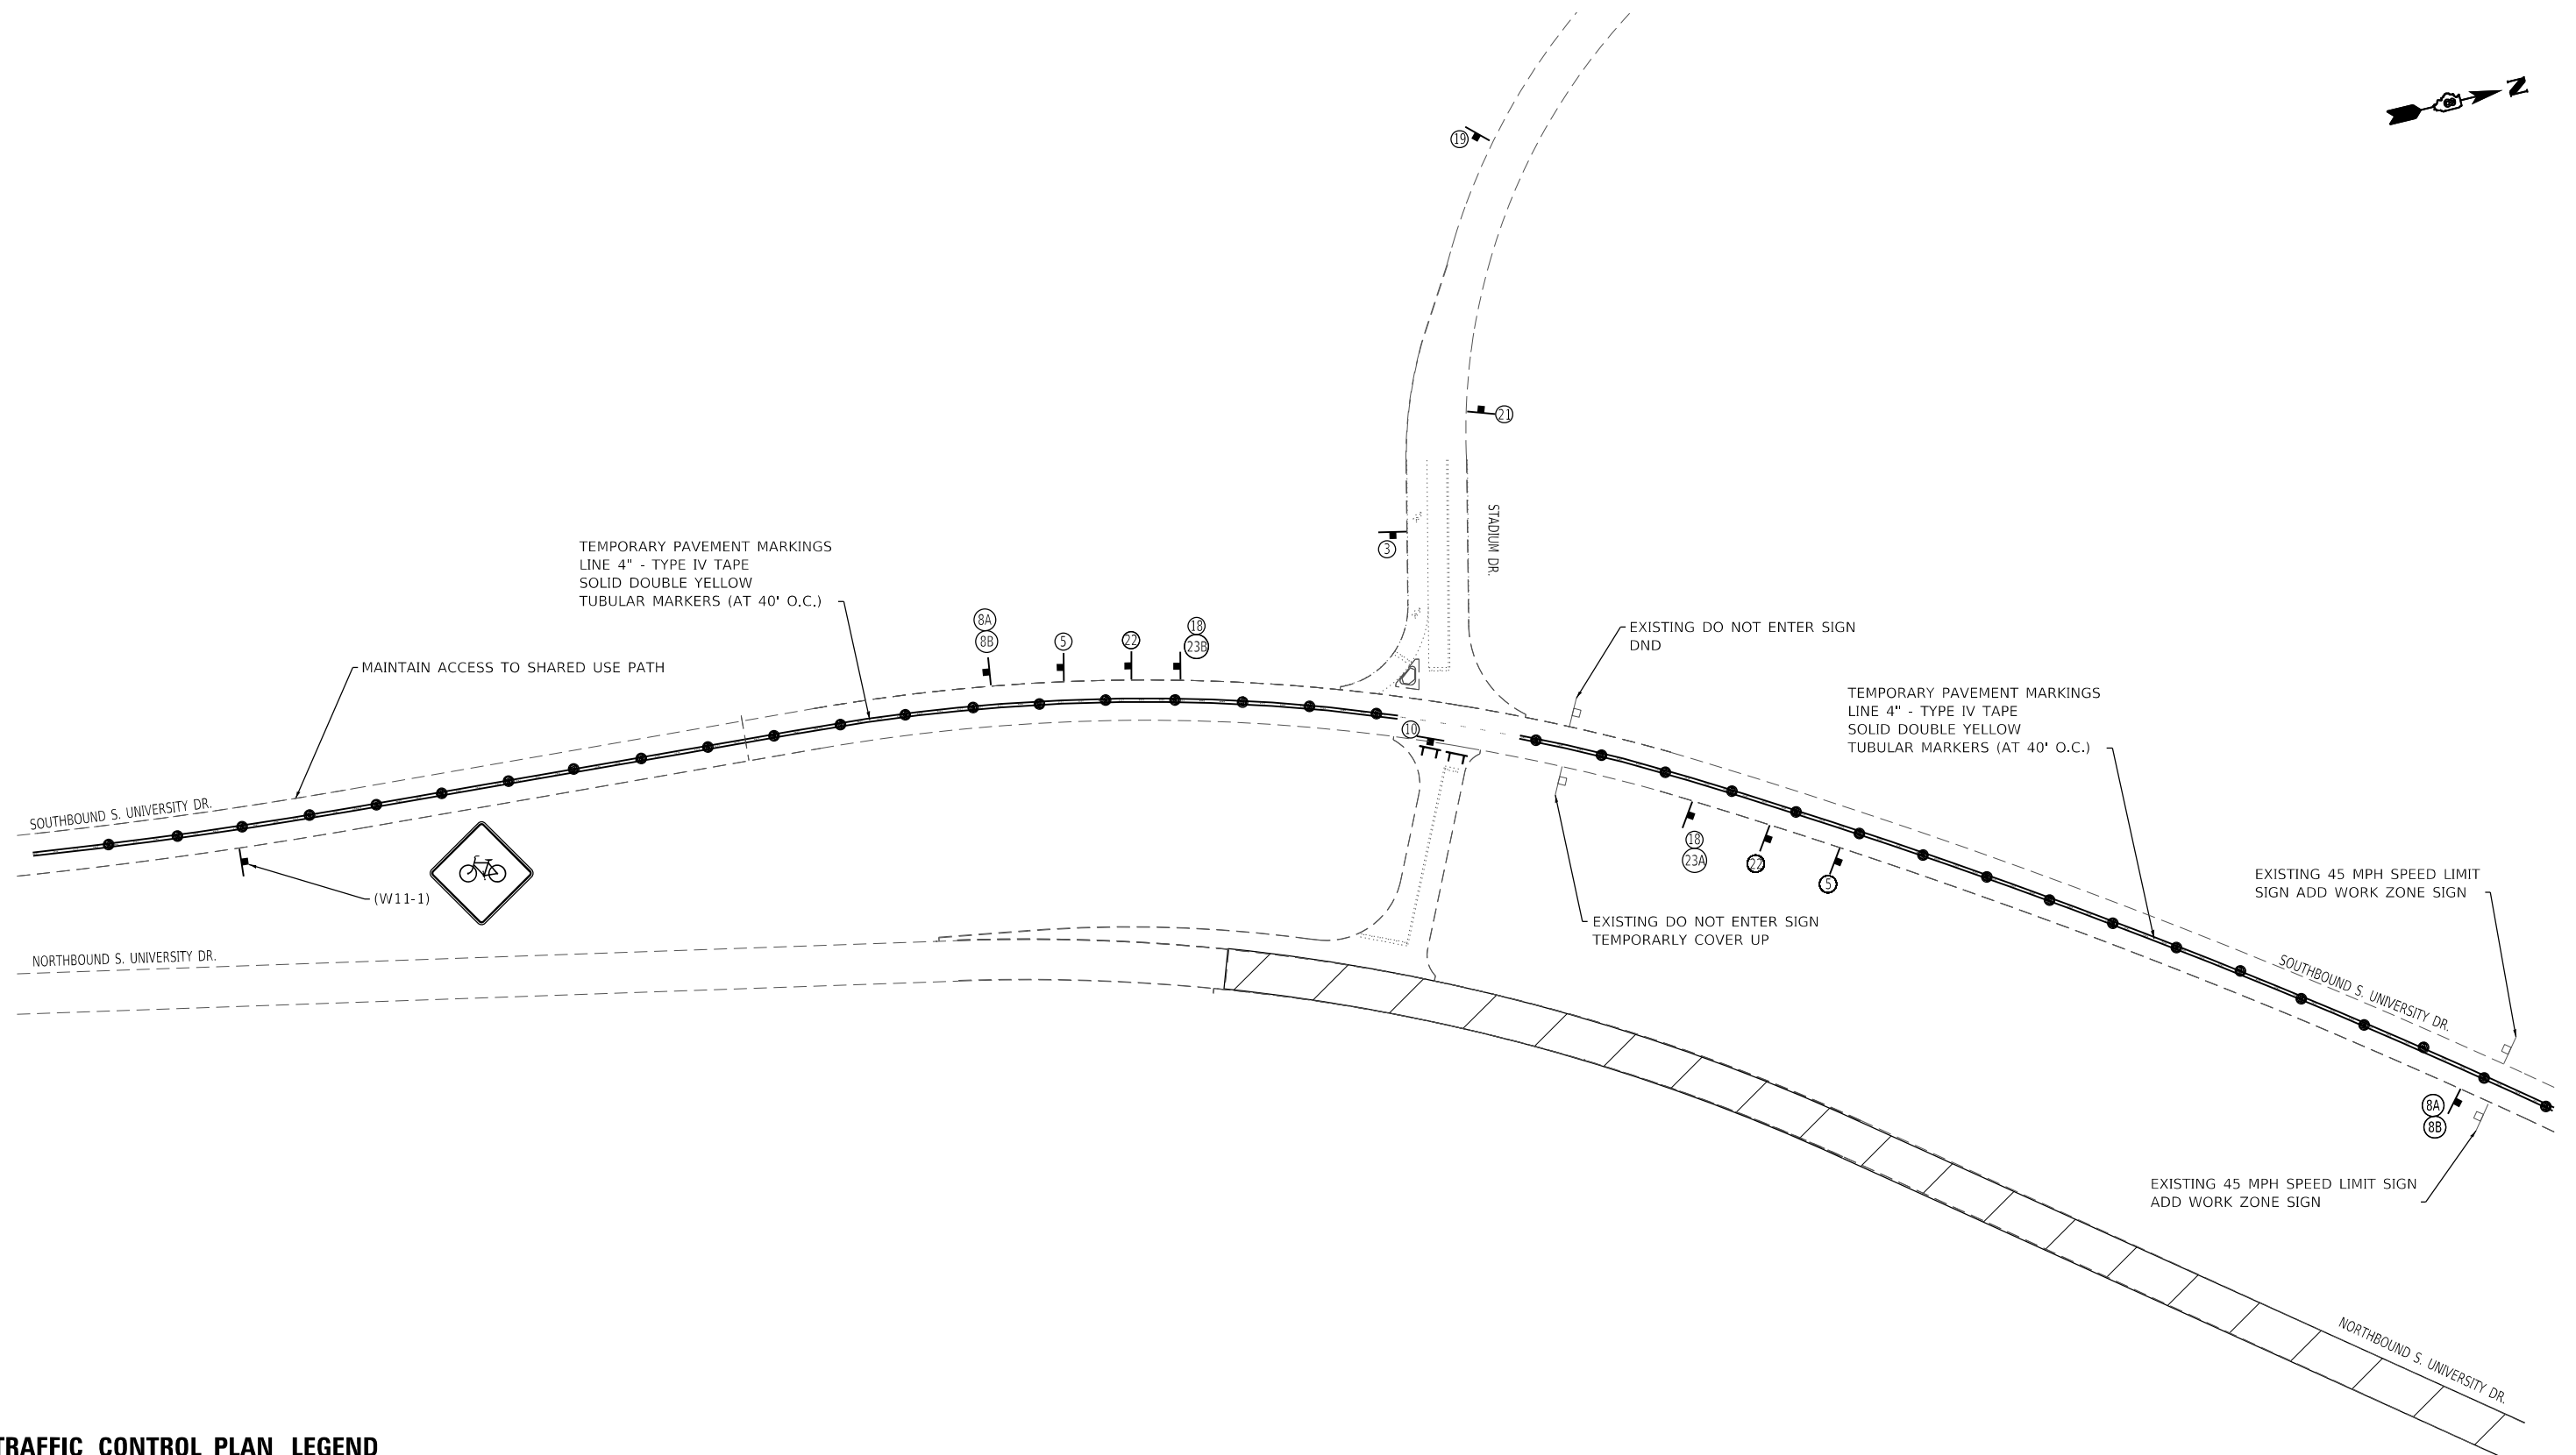 N
19
21
STADIUM DR.
3
TEMPORARY PAVEMENT MARKINGS
LINE 4" - TYPE IV TAPE
SOLID DOUBLE YELLOW
TUBULAR MARKERS (AT 40' O.C.)
8A
8B
5
22
18
23B
EXISTING DO NOT ENTER SIGN
DND
MAINTAIN ACCESS TO SHARED USE PATH
TEMPORARY PAVEMENT MARKINGS
LINE 4" - TYPE IV TAPE
SOLID DOUBLE YELLOW
TUBULAR MARKERS (AT 40' O.C.)
10
SOUTHBOUND S. UNIVERSITY DR.
18
23A
22
5
(W11-1)
EXISTING 45 MPH SPEED LIMIT
SIGN ADD WORK ZONE SIGN
EXISTING DO NOT ENTER SIGN
TEMPORARLY COVER UP
NORTHBOUND S. UNIVERSITY DR.
SOUTHBOUND S. UNIVERSITY DR.
8A
8B
EXISTING 45 MPH SPEED LIMIT SIGN
ADD WORK ZONE SIGN
NORTHBOUND S. UNIVERSITY DR.
TRAFFIC CONTROL PLAN LEGEND